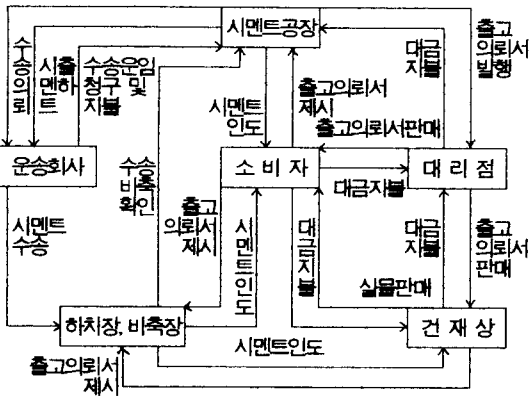 시멘트공장
수송의뢰
시멘트
출하
수송운임
청구 및
지불
시멘트
인도
출고의뢰서
제시
출고의뢰서판매
대금
지불
출고
의뢰서
발행
운송회사
소 비 자
대 리 점
대금지불
시멘트
수송
수송
비축
확인
출고
의뢰서
제시
시멘트인도
대금지불
대금
지불
실물판매
출고
의뢰서
판매
하치장, 비축장
건 재 상
시멘트인도
출고의뢰서
제시